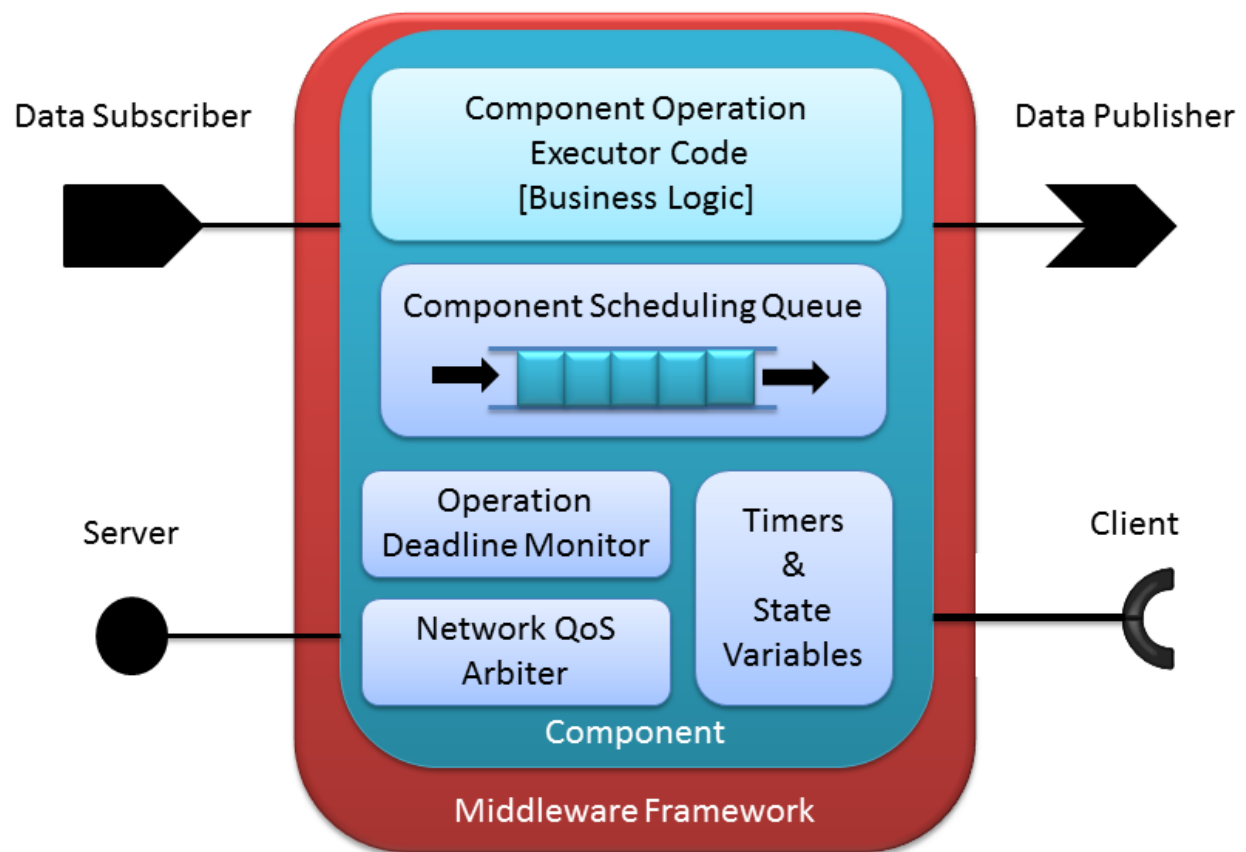 Component Operation
Executor Code
[Business Logic]
Data Subscriber
Data Publisher
Component Scheduling Queue
Operation
Deadline Monitor
Timers
&
State
Variables
Server
Client
Network QoS
Arbiter
Component
Middleware Framework